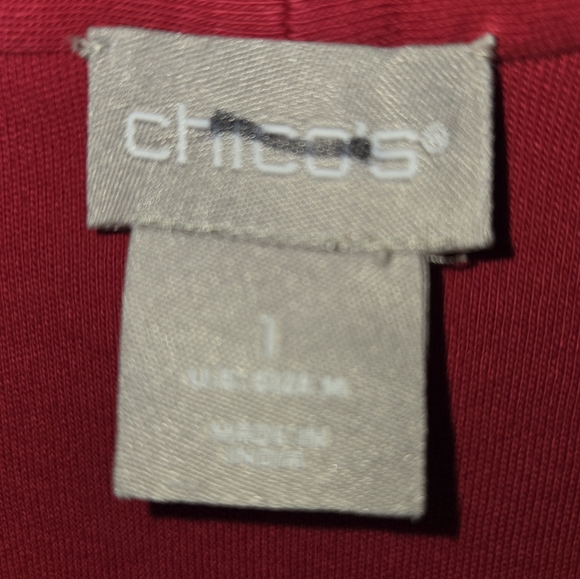 chico's®
1
U.S. SIZE M
MADE IN
INDIA